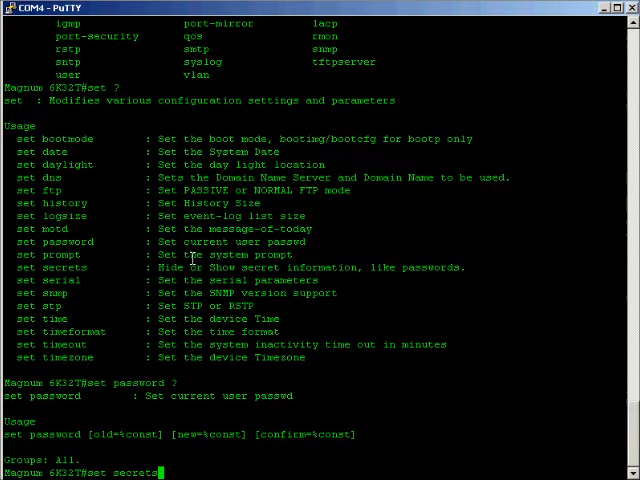 COM4 - PuTTY
igmp port-mirror lacp
port-security qos rmon
rstp smtp snmp
sntp syslog tftpserver
user vlan
Magnum 6K32T#set ?
set : Modifies various configuration settings and parameters
Usage
set bootmode : Set the boot mode, bootimg/bootcfg for bootp only
set date : Set the System Date
set daylight : Set the day light location
set dns : Sets the Domain Name Server and Domain Name to be used.
set ftp : Set PASSIVE or NORMAL FTP mode
set history : Set History Size
set logsize : Set event-log list size
set motd : Set the message-of-today
set password : Set current user passwd
set prompt : Set the system prompt
set secrets : Hide or Show secret information, like passwords.
set serial : Set the serial parameters
set snmp : Set the SNMP version support
set stp : Set STP or RSTP
set time : Set the device Time
set timeformat : Set the time format
set timeout : Set the system inactivity time out in minutes
set timezone : Set the device Timezone
Magnum 6K32T#set password ?
set password : Set current user passwd
Usage
set password [old=%const] [new=%const] [confirm=%const]
Groups: All.
Magnum 6K32T#set secrets